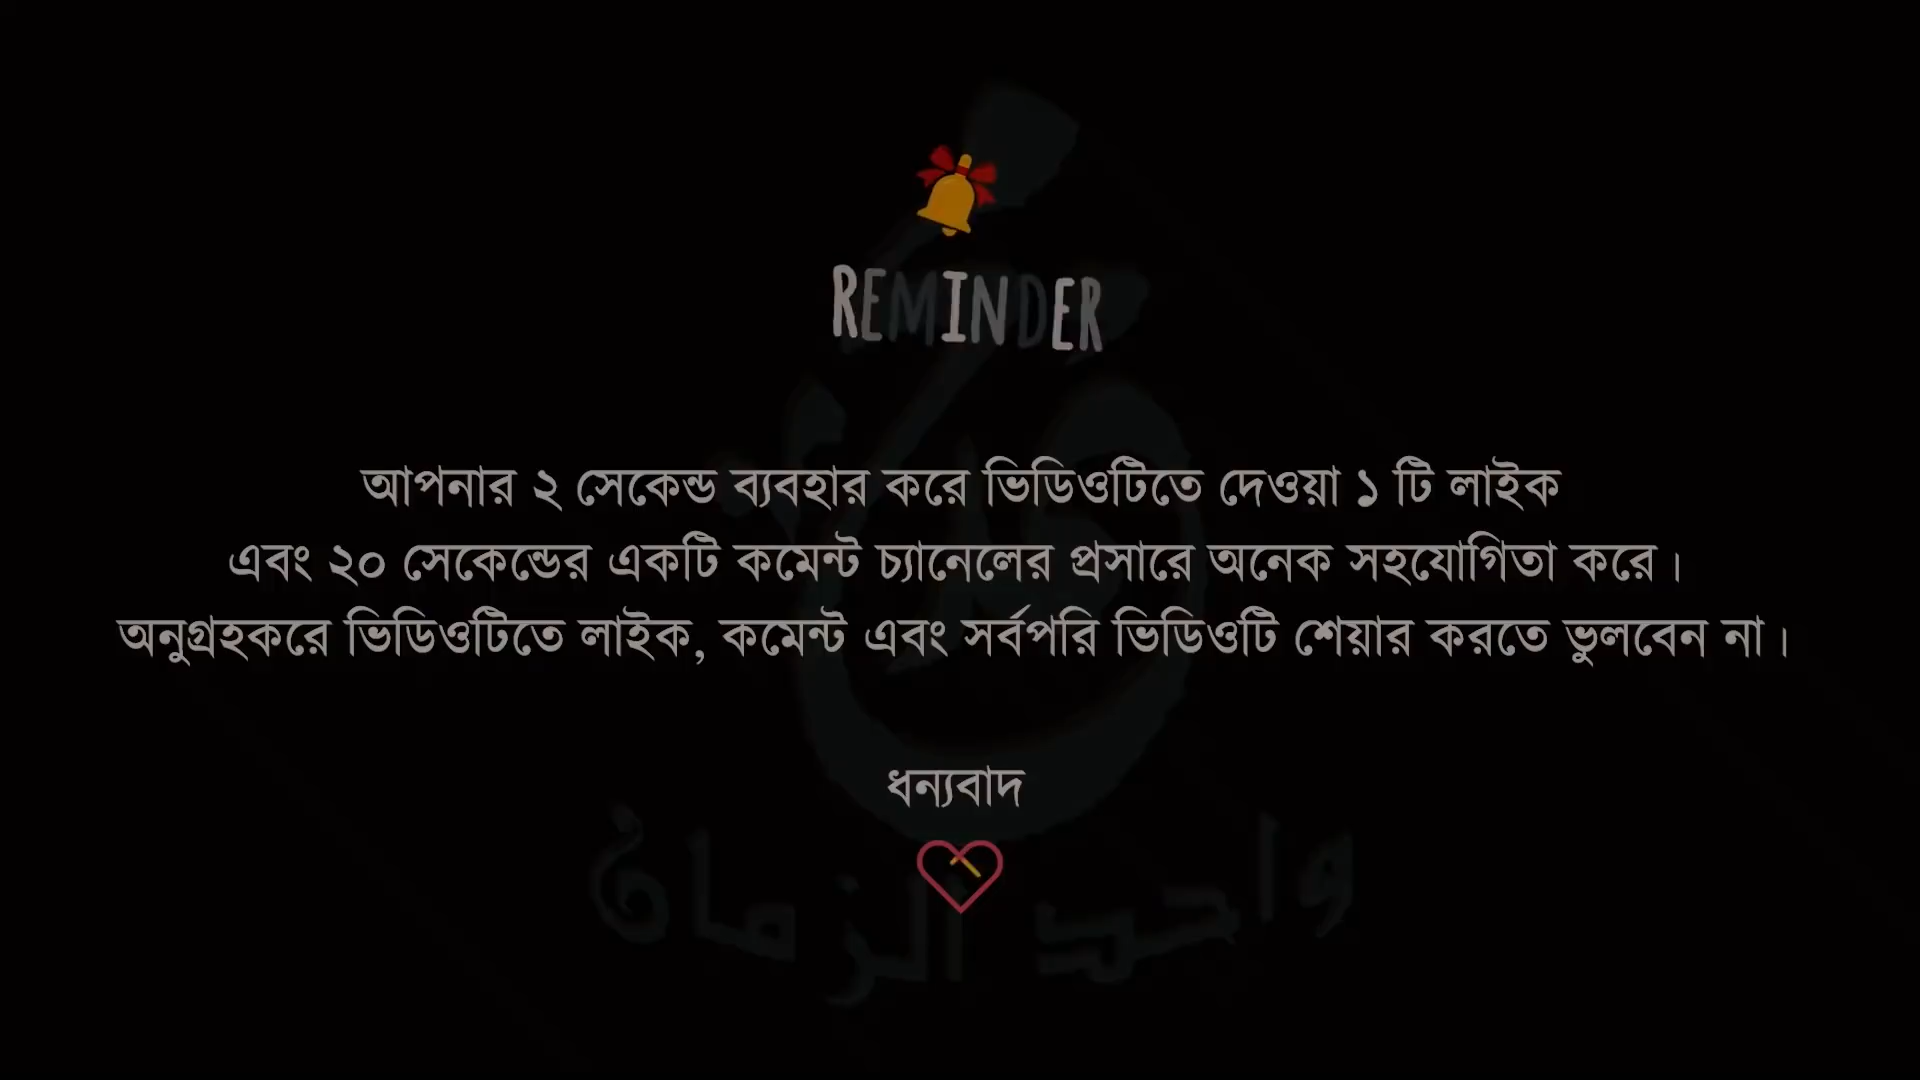 REMINDER
আপনার ২ সেকেন্ড ব্যবহার করে ভিডিওটিতে দেওয়া ১ টি লাইক
এবং ২০ সেকেন্ডের একটি কমেন্ট চ্যানেলের প্রসারে অনেক সহযোগিতা করে।
অনুগ্রহকরে ভিডিওটিতে লাইক, কমেন্ট এবং সর্বপরি ভিডিওটি শেয়ার করতে ভুলবেন না।
ধন্যবাদ
واحد الزمان